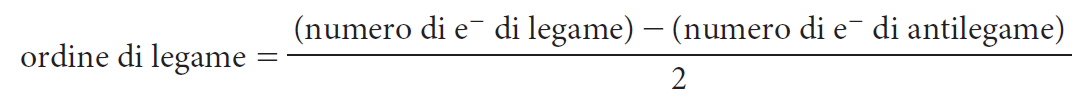 ordine di legame = (numero di e⁻ di legame) − (numero di e⁻ di antilegame)
2